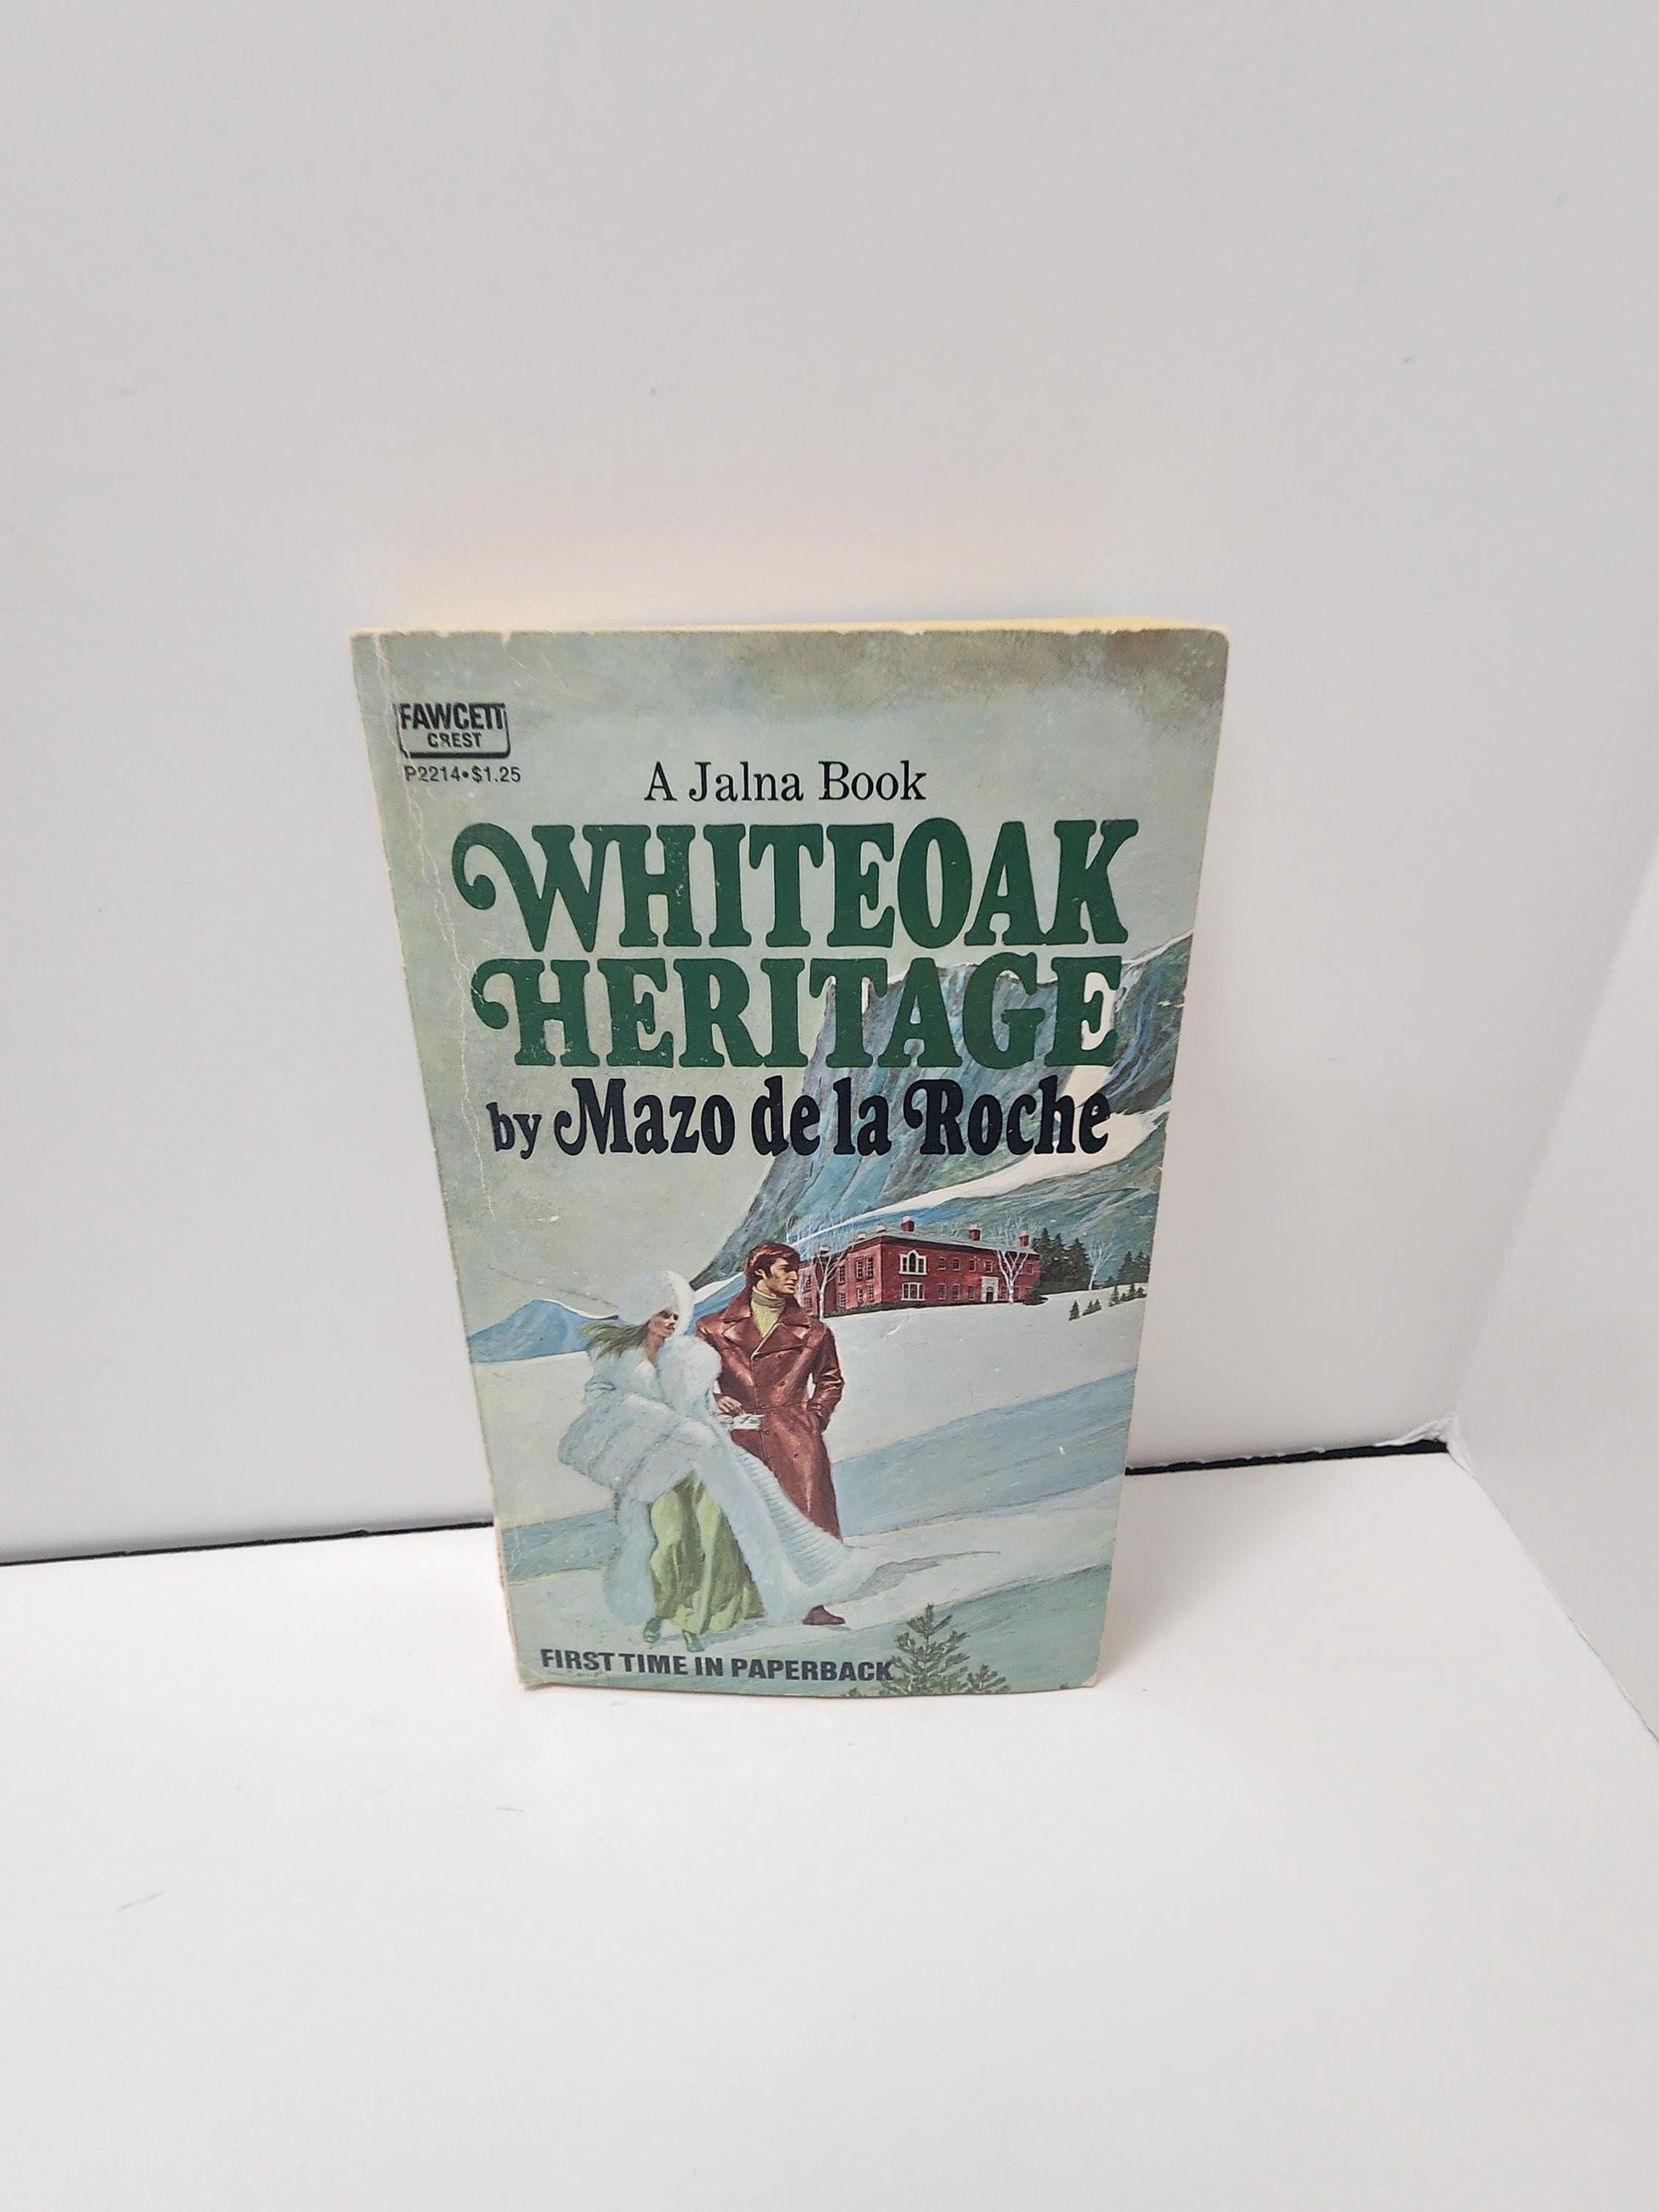 FAWCETT
CREST
P2214•$1.25
A Jalna Book
WHITEOAK
HERITAGE
by Mazo de la Roche
FIRST TIME IN PAPERBACK